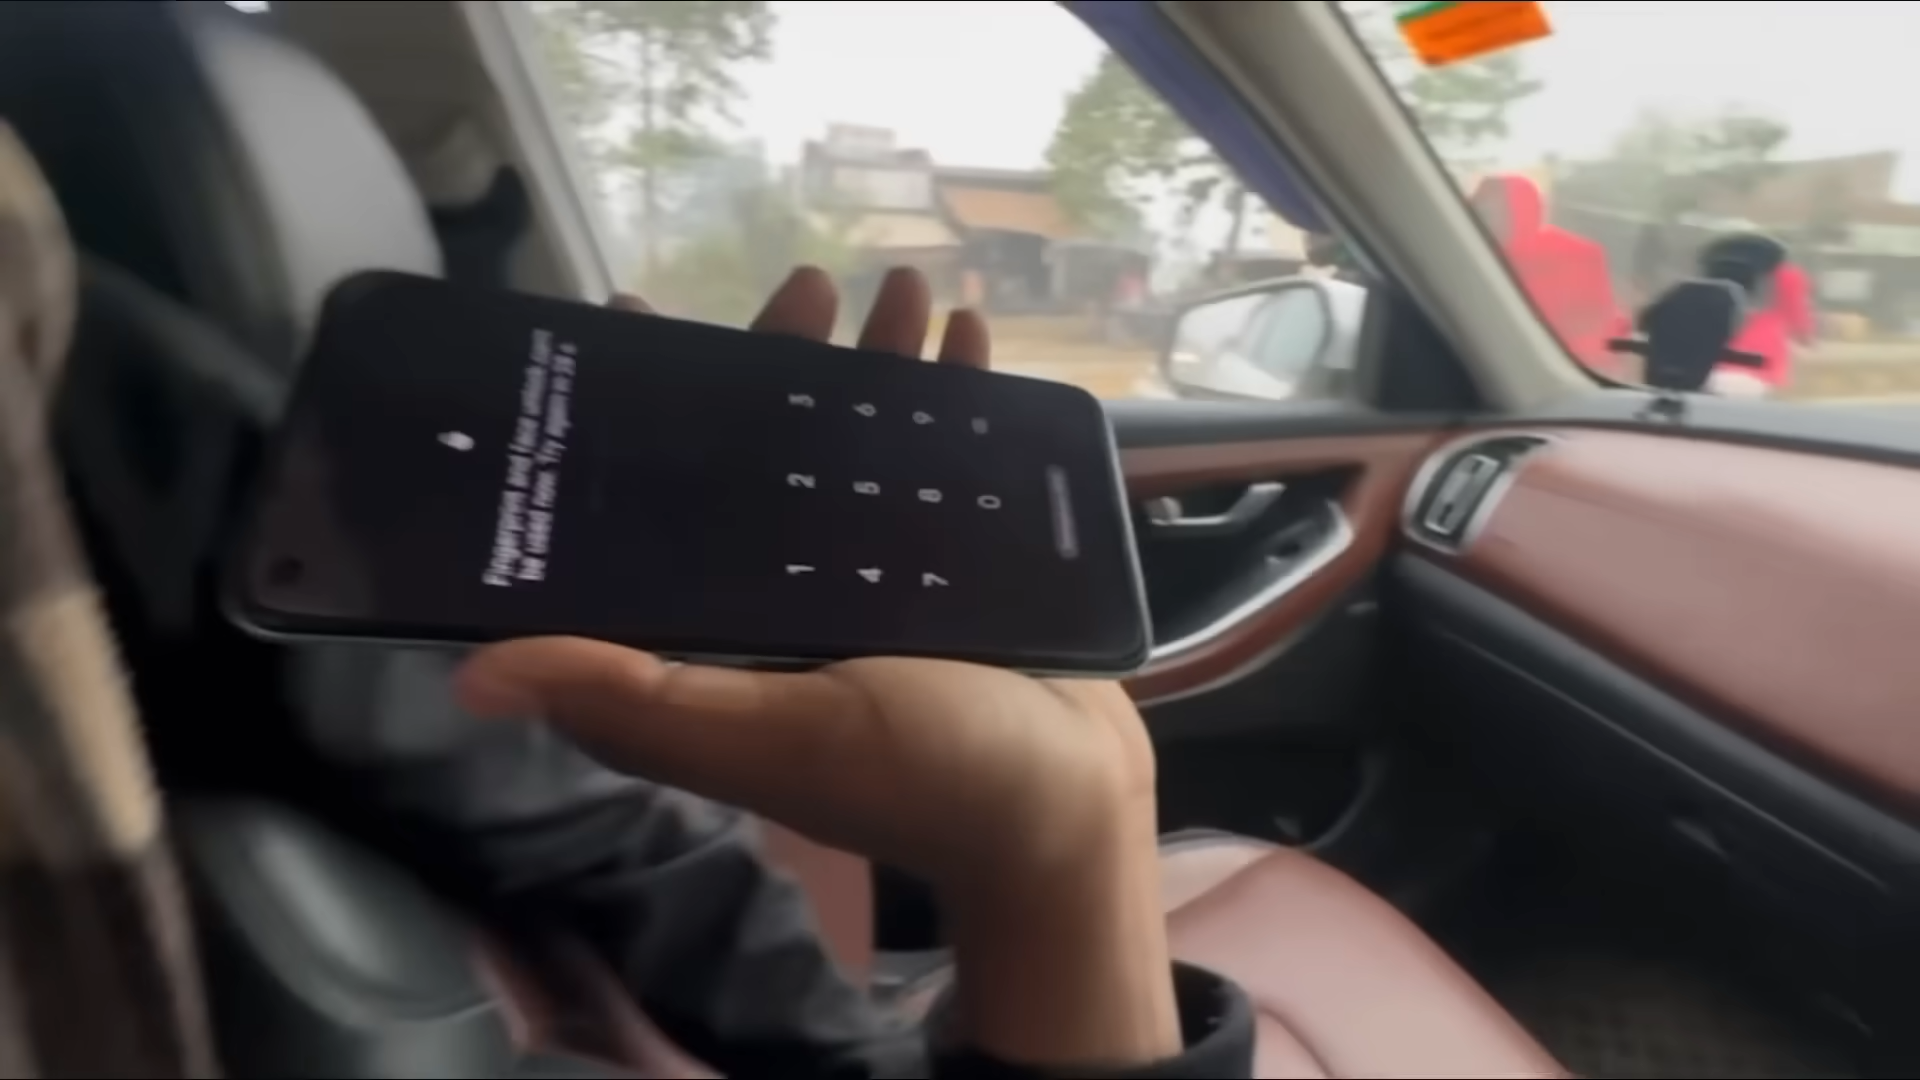 Fingerprint and face unlock can't
be used now. Try again in 28 s
1 2 3
4 5 6
7 8 9
0